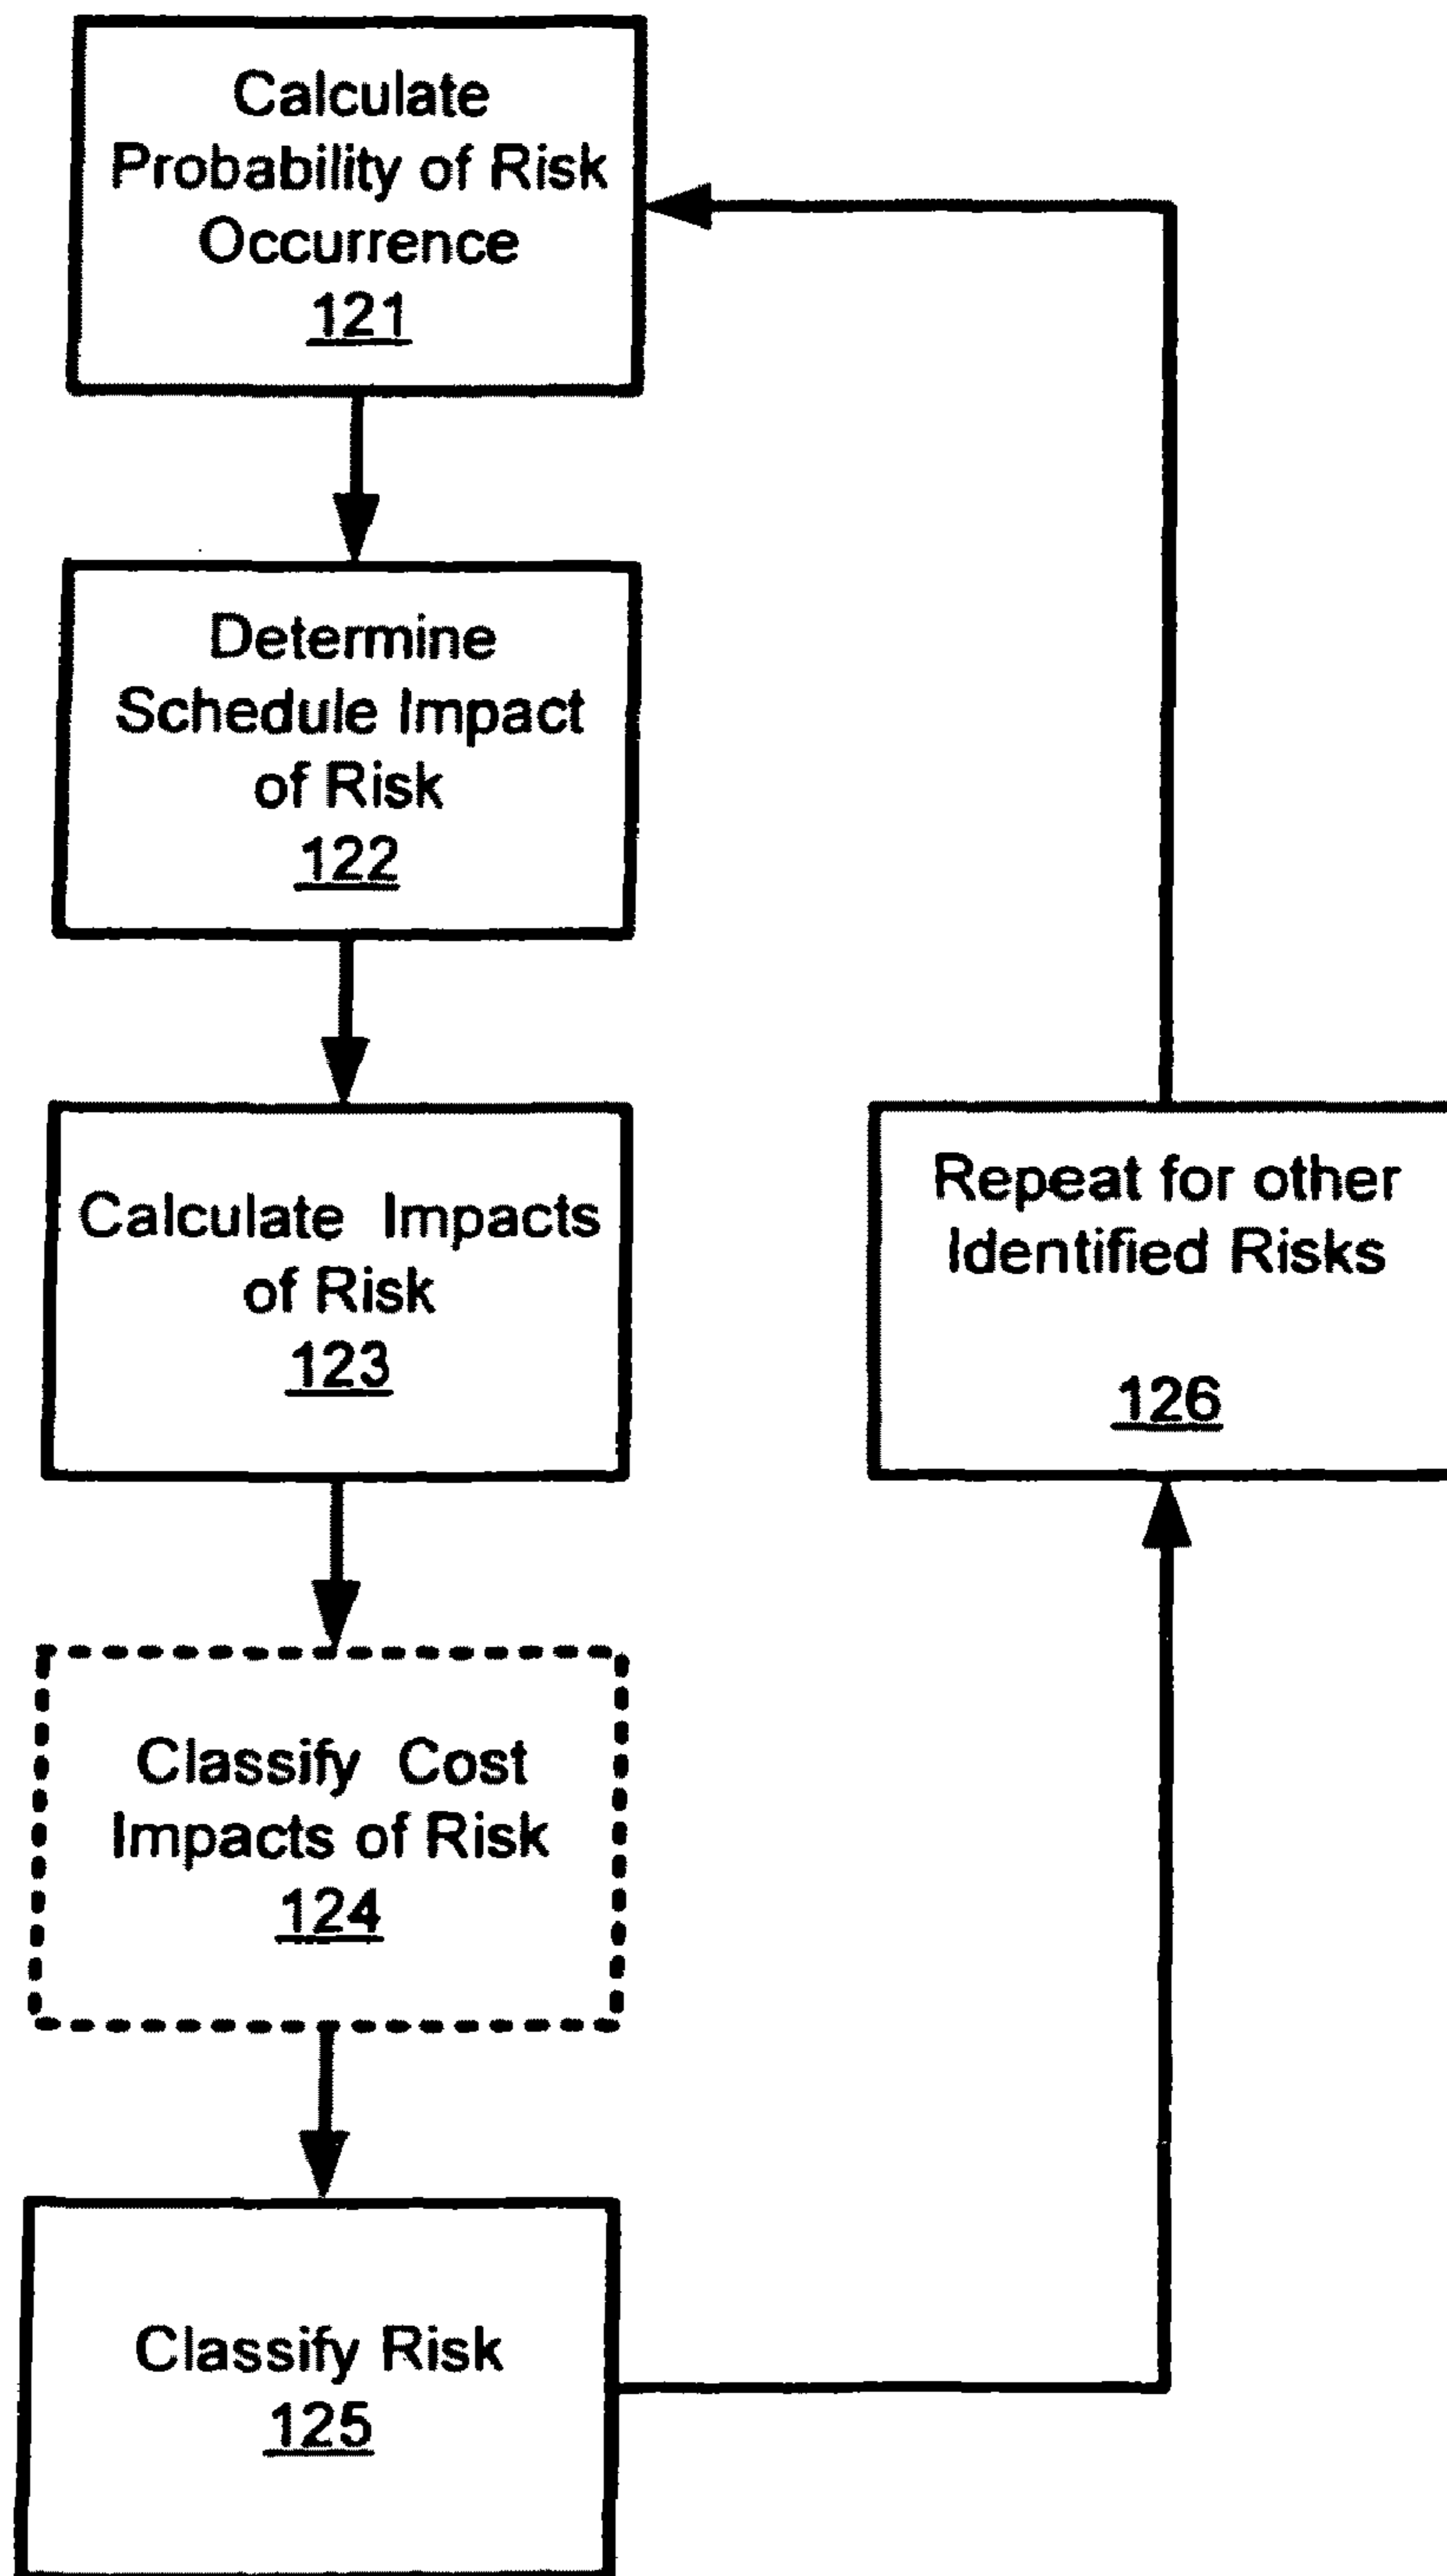 Calculate
Probability of Risk
Occurrence
121
Determine
Schedule Impact
of Risk
122
Calculate Impacts
of Risk
123
Classify Cost
Impacts of Risk
124
Classify Risk
125
Repeat for other
Identified Risks
126